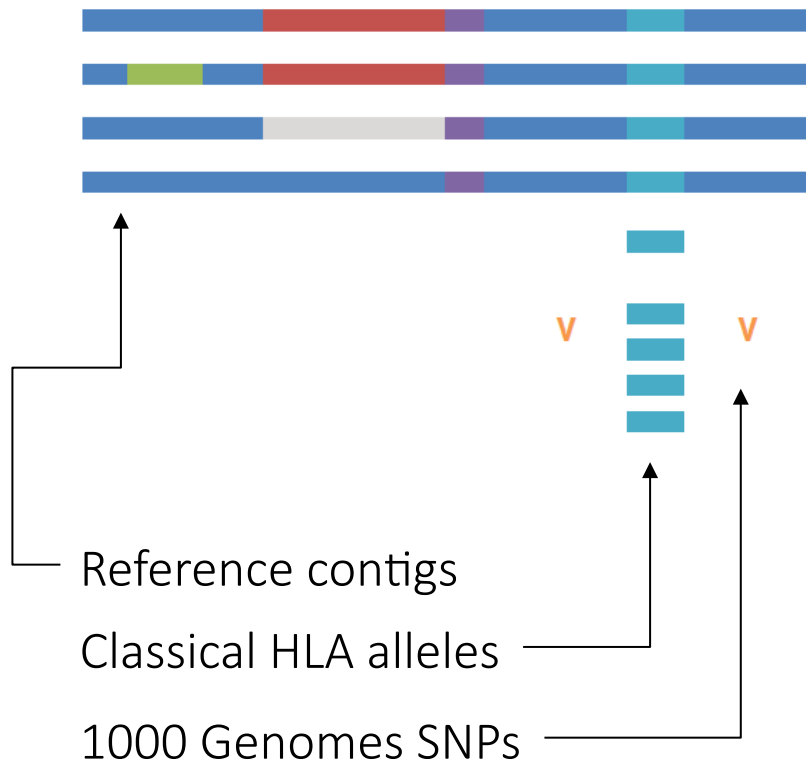 V V
Reference contigs
Classical HLA alleles
1000 Genomes SNPs